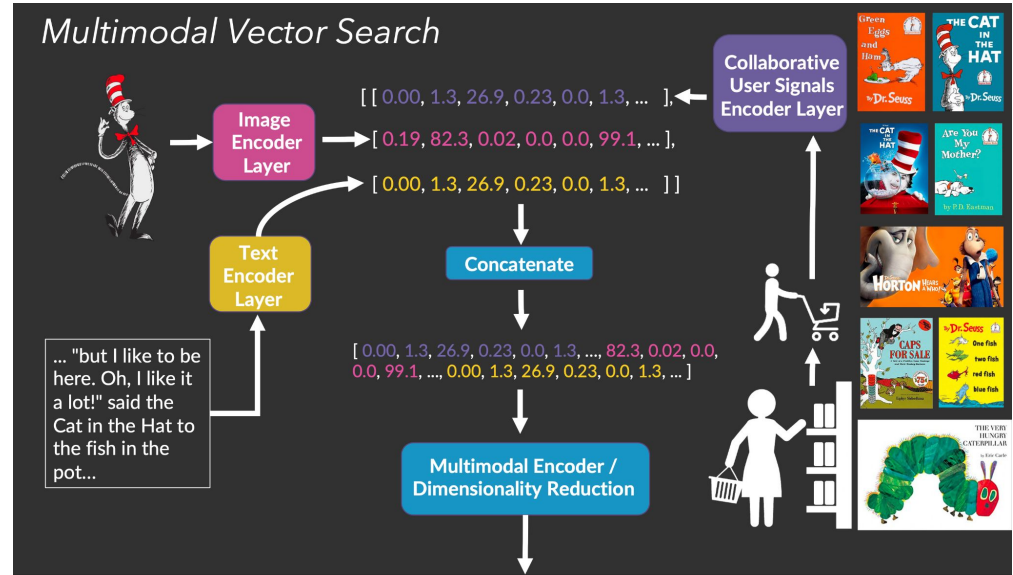 Multimodal Vector Search
Image
Encoder
Layer
[ [ 0.00, 1.3, 26.9, 0.23, 0.0, 1.3, ... ],
[ 0.19, 82.3, 0.02, 0.0, 0.0, 99.1, ... ],
[ 0.00, 1.3, 26.9, 0.23, 0.0, 1.3, ... ] ]
Collaborative
User Signals
Encoder Layer
Text
Encoder
Layer
Concatenate
[ 0.00, 1.3, 26.9, 0.23, 0.0, 1.3, ..., 82.3, 0.02, 0.0,
0.0, 99.1, ..., 0.00, 1.3, 26.9, 0.23, 0.0, 1.3, ... ]
... "but I like to be
here. Oh, I like it
a lot!" said the
Cat in the Hat to
the fish in the
pot...
Multimodal Encoder /
Dimensionality Reduction
Green
Eggs
and
Ham
By Dr. Seuss
THE CAT
IN
THE
HAT
By Dr. Seuss
THE CAT
IN THE
HAT
Are You
My
Mother?
by P.D. Eastman
HORTON HEARS A WHO!
CAPS
FOR SALE
By Dr. Seuss
One fish
two fish
red fish
blue fish
THE VERY
HUNGRY
CATERPILLAR
by Eric Carle